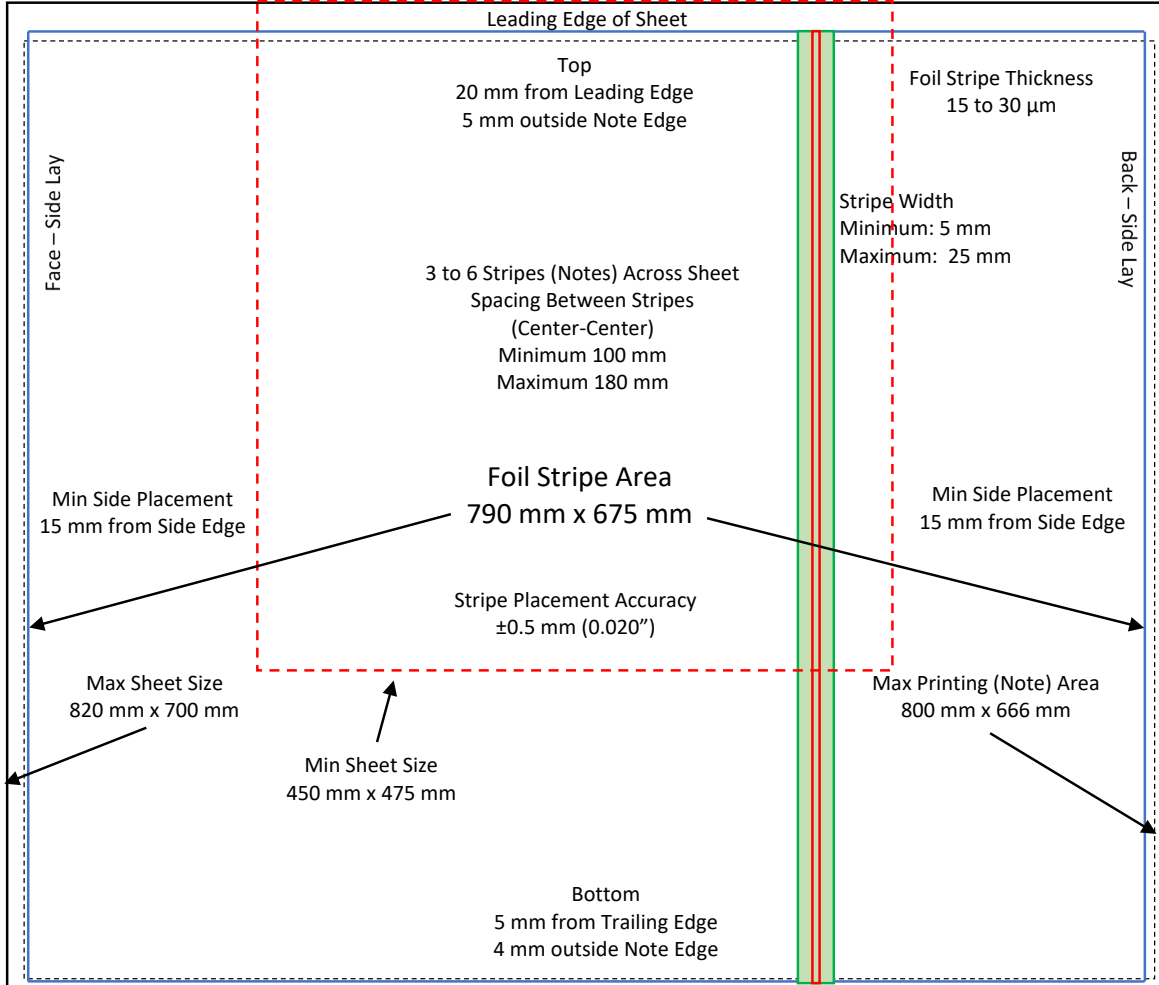 Leading Edge of Sheet
Top
20 mm from Leading Edge
5 mm outside Note Edge
Foil Stripe Thickness
15 to 30 µm
Face – Side Lay
Back – Side Lay
Stripe Width
Minimum: 5 mm
Maximum: 25 mm
3 to 6 Stripes (Notes) Across Sheet
Spacing Between Stripes
(Center-Center)
Minimum 100 mm
Maximum 180 mm
Foil Stripe Area
790 mm x 675 mm
Min Side Placement
15 mm from Side Edge
Min Side Placement
15 mm from Side Edge
Stripe Placement Accuracy
±0.5 mm (0.020”)
Max Sheet Size
820 mm x 700 mm
Max Printing (Note) Area
800 mm x 666 mm
Min Sheet Size
450 mm x 475 mm
Bottom
5 mm from Trailing Edge
4 mm outside Note Edge